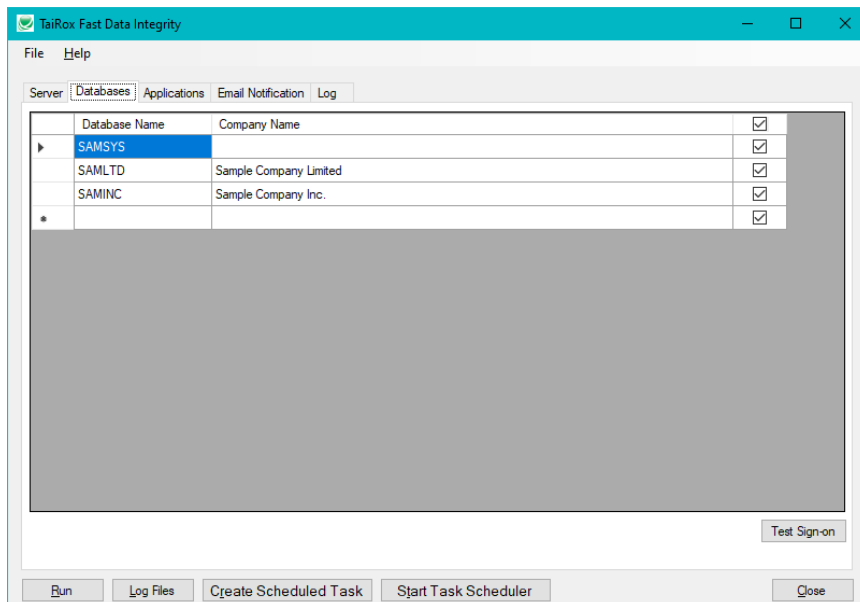 TaiRox Fast Data Integrity
File Help
Server Databases Applications Email Notification Log
Database Name Company Name
SAMSYS
SAMLTD Sample Company Limited
SAMINC Sample Company Inc.
Test Sign-on
Run Log Files Create Scheduled Task Start Task Scheduler Close